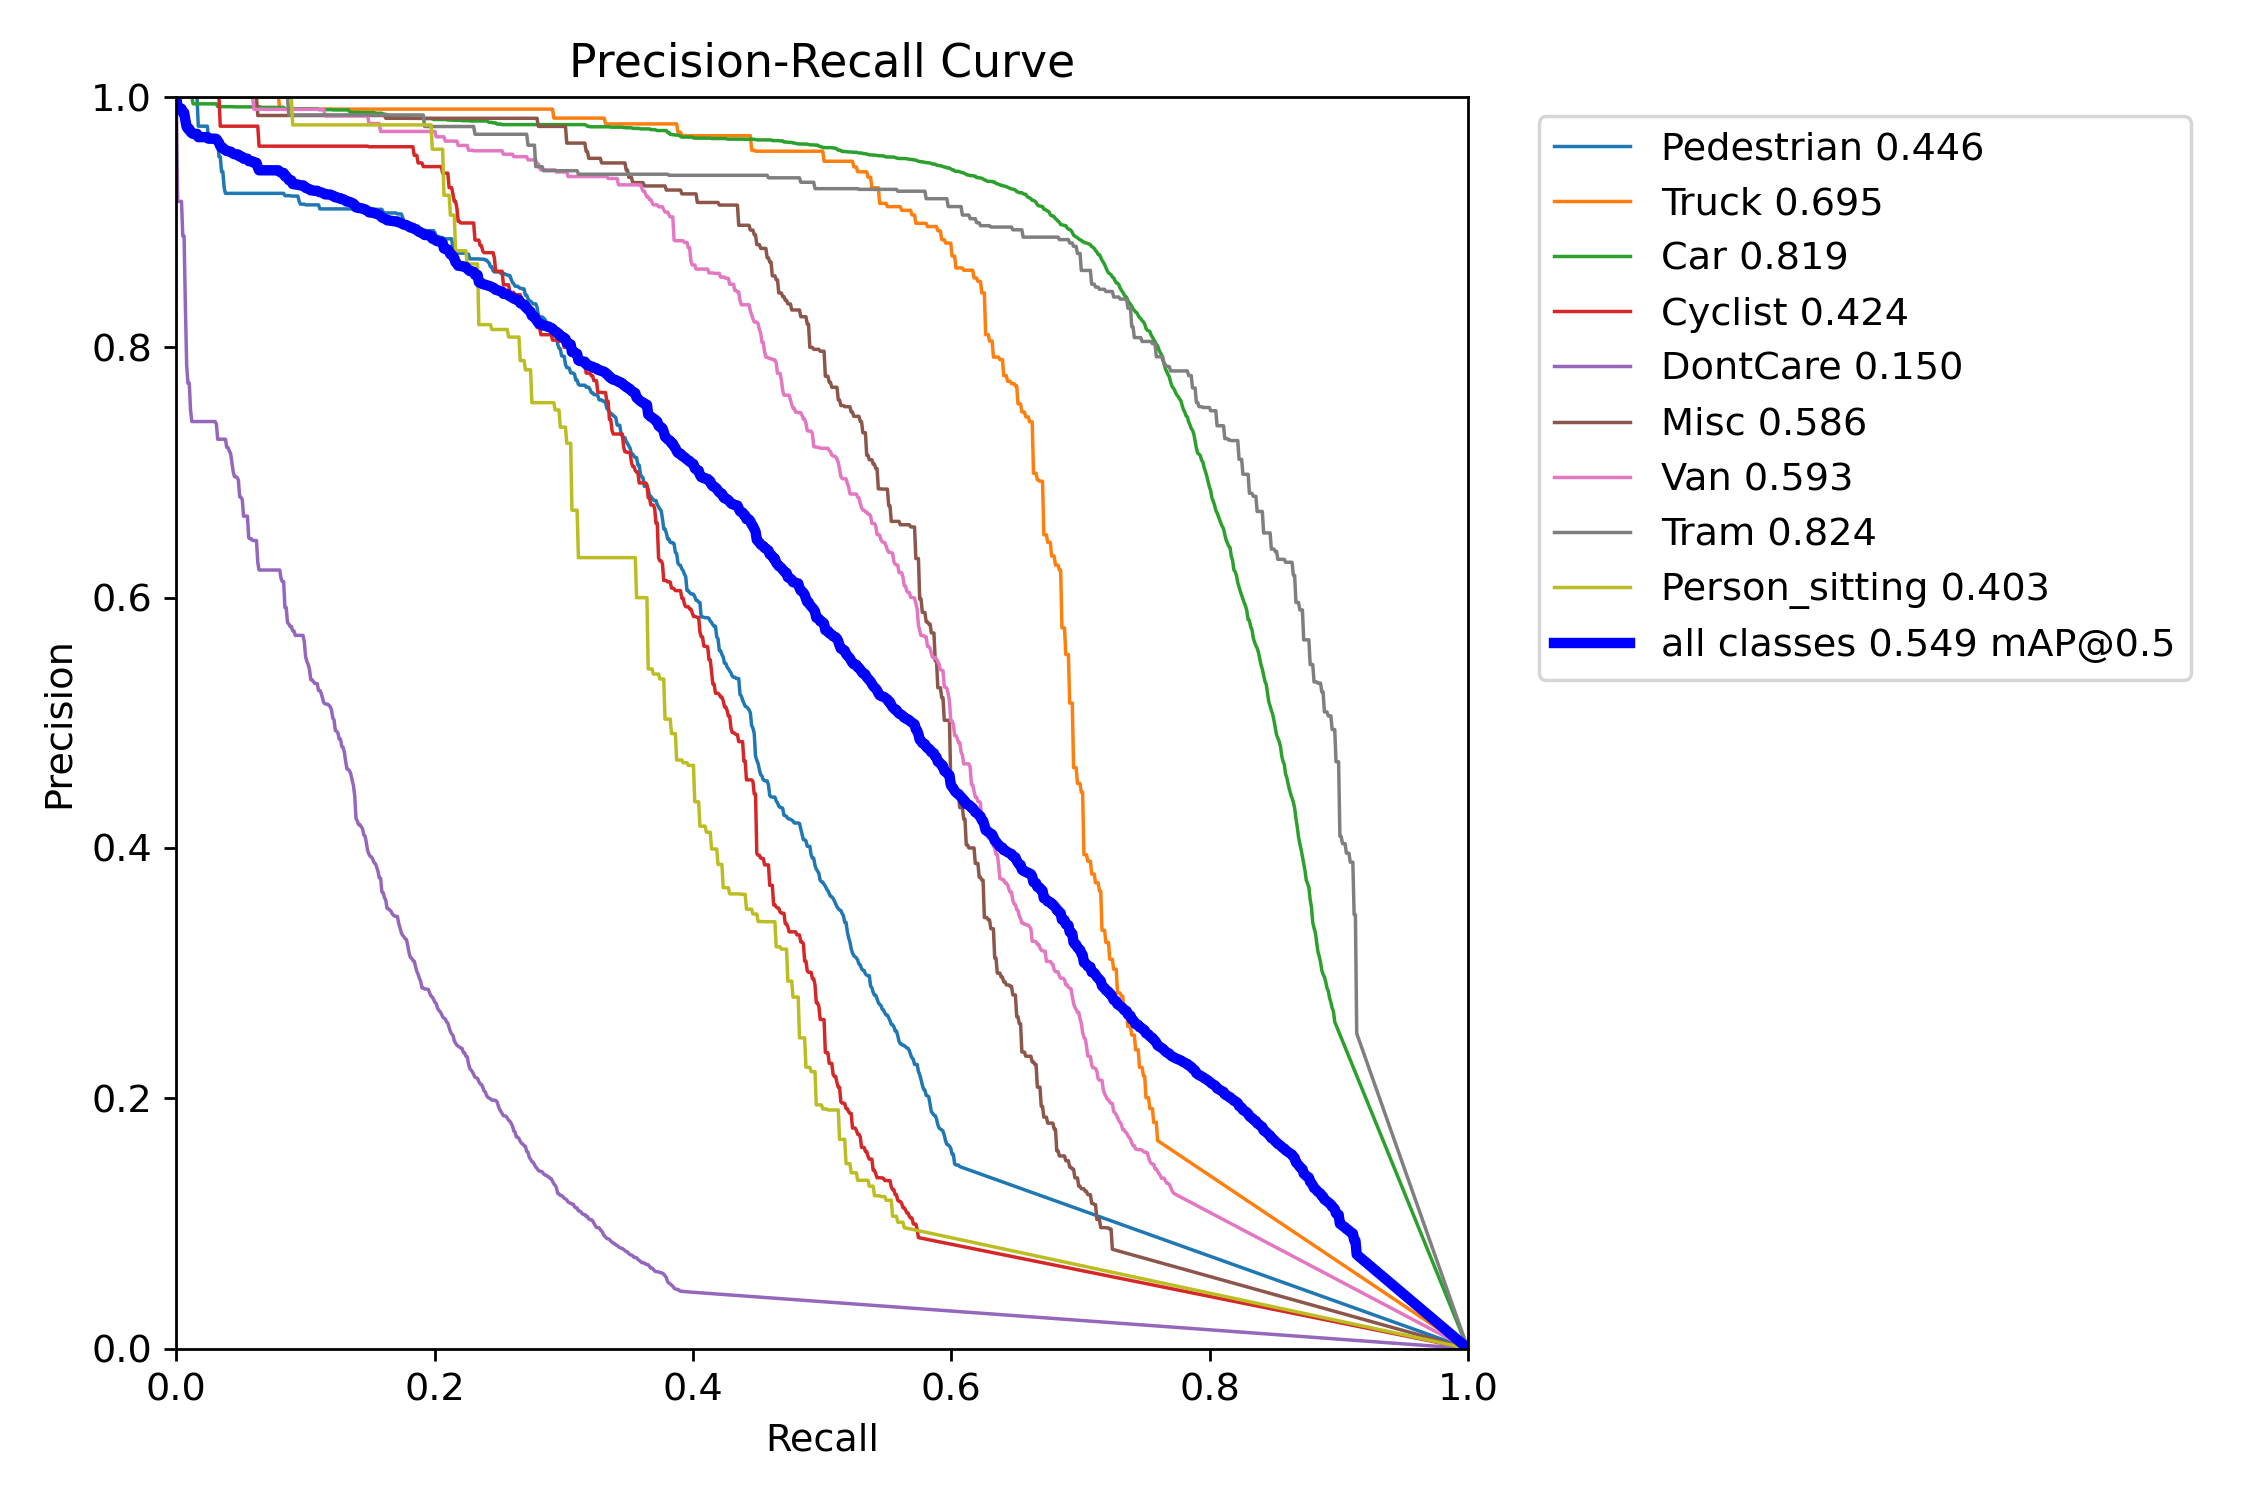 Precision-Recall Curve
1.0
0.8
0.6
0.4
0.2
0.0
Precision
0.0 0.2 0.4 0.6 0.8 1.0
Recall
Pedestrian 0.446
Truck 0.695
Car 0.819
Cyclist 0.424
DontCare 0.150
Misc 0.586
Van 0.593
Tram 0.824
Person_sitting 0.403
all classes 0.549 mAP@0.5